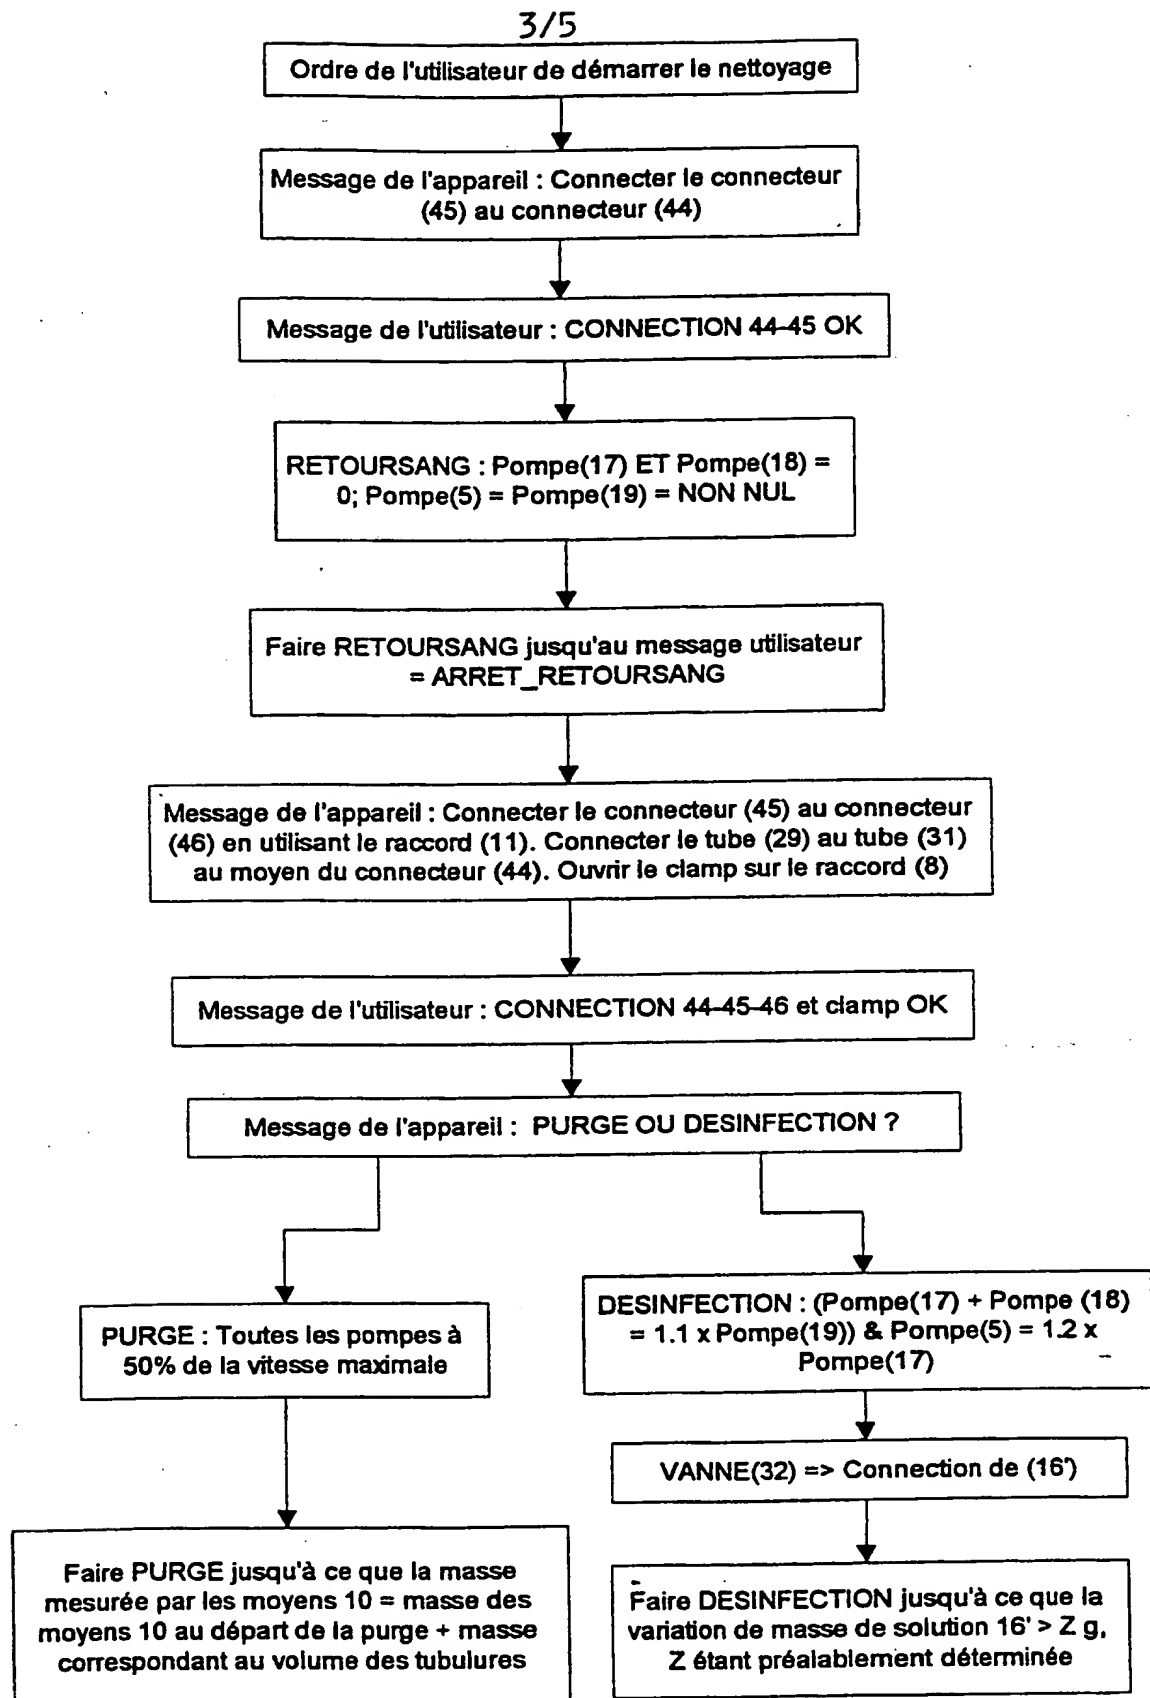 3/5
Ordre de l'utilisateur de démarrer le nettoyage
Message de l'appareil : Connecter le connecteur
(45) au connecteur (44)
Message de l'utilisateur : CONNECTION 44-45 OK
RETOURSANG : Pompe(17) ET Pompe(18) =
0; Pompe(5) = Pompe(19) = NON NUL
Faire RETOURSANG jusqu'au message utilisateur
= ARRET_RETOURSANG
Message de l'appareil : Connecter le connecteur (45) au connecteur
(46) en utilisant le raccord (11). Connecter le tube (29) au tube (31)
au moyen du connecteur (44). Ouvrir le clamp sur le raccord (8)
Message de l'utilisateur : CONNECTION 44-45-46 et clamp OK
Message de l'appareil : PURGE OU DESINFECTION ?
PURGE : Toutes les pompes à
50% de la vitesse maximale
Faire PURGE jusqu'à ce que la masse
mesurée par les moyens 10 = masse des
moyens 10 au départ de la purge + masse
correspondant au volume des tubulures
DESINFECTION : (Pompe(17) + Pompe (18)
= 1.1 x Pompe(19)) & Pompe(5) = 1.2 x
Pompe(17)
VANNE(32) => Connection de (16')
Faire DESINFECTION jusqu'à ce que la
variation de masse de solution 16' > Z g,
Z étant préalablement déterminée